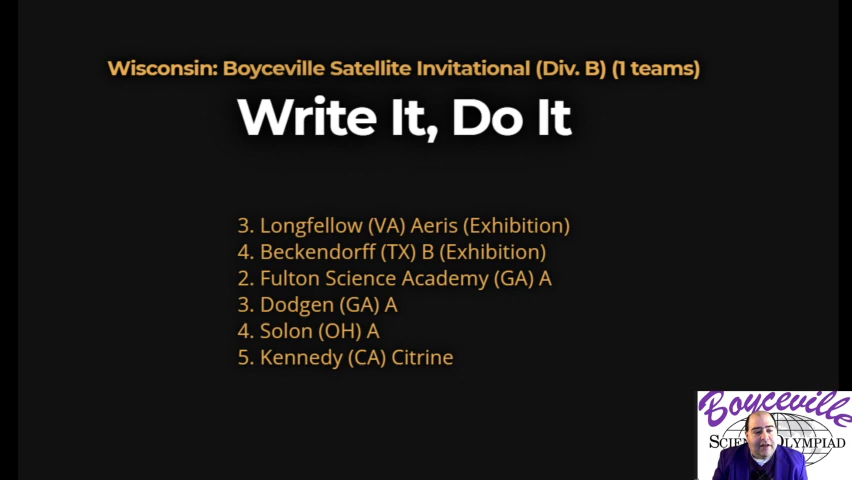 Wisconsin: Boyceville Satellite Invitational (Div. B) (1 teams)
Write It, Do It
3. Longfellow (VA) Aeris (Exhibition)
4. Beckendorff (TX) B (Exhibition)
2. Fulton Science Academy (GA) A
3. Dodgen (GA) A
4. Solon (OH) A
5. Kennedy (CA) Citrine
Boyceville
OLYMPIAD